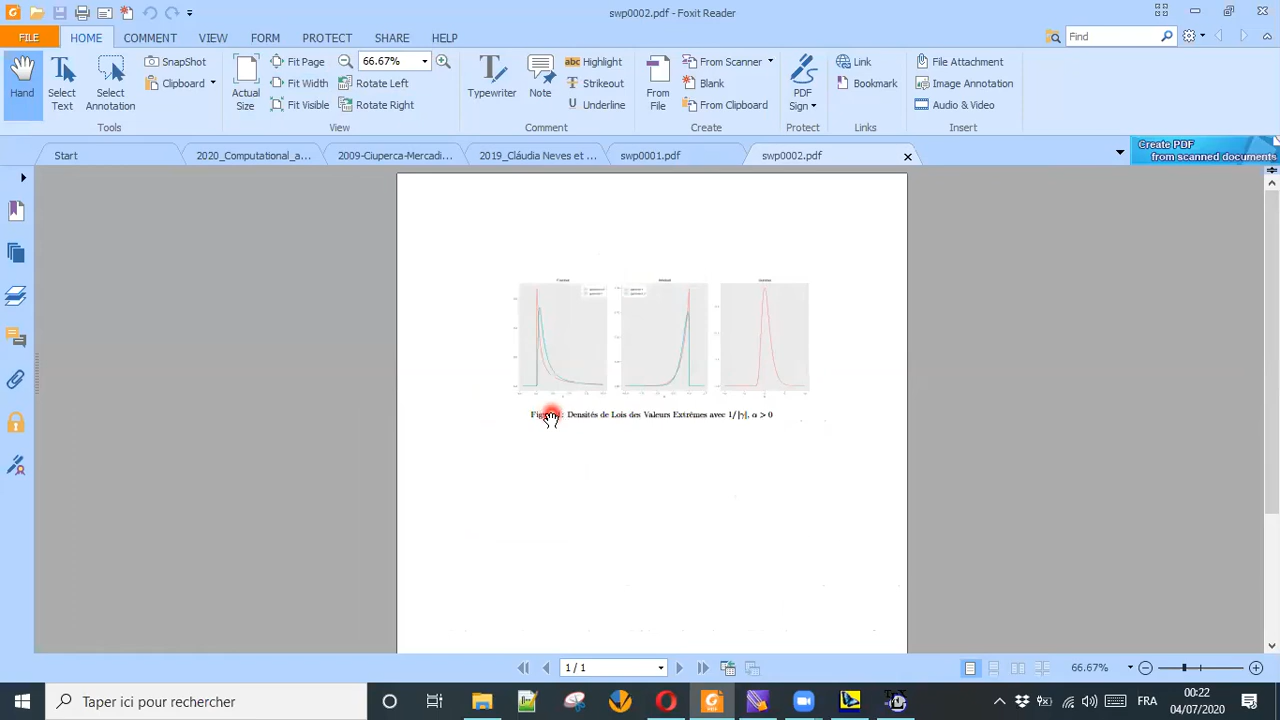 swp0002.pdf - Foxit Reader
FILE HOME COMMENT VIEW FORM PROTECT SHARE HELP
Find
Hand
Select Text
Select Annotation
SnapShot
Clipboard
Tools
Actual Size
Fit Page
Fit Width
Fit Visible
66.67%
Rotate Left
Rotate Right
View
Typewriter
Note
abc Highlight
Strikeout
Underline
Comment
From File
From Scanner
Blank
From Clipboard
Create
PDF Sign
Protect
Link
Bookmark
Links
File Attachment
Image Annotation
Audio & Video
Insert
Start
2020_Computational_a...
2009-Ciuperca-Mercadi...
2019_Cláudia Neves et ...
swp0001.pdf
swp0002.pdf
Create PDF
from scanned documents
: Densités de Lois des Valeurs Extrêmes avec 1/|γ|, α > 0
1 / 1
66.67%
Taper ici pour rechercher
FRA
00:22
04/07/2020